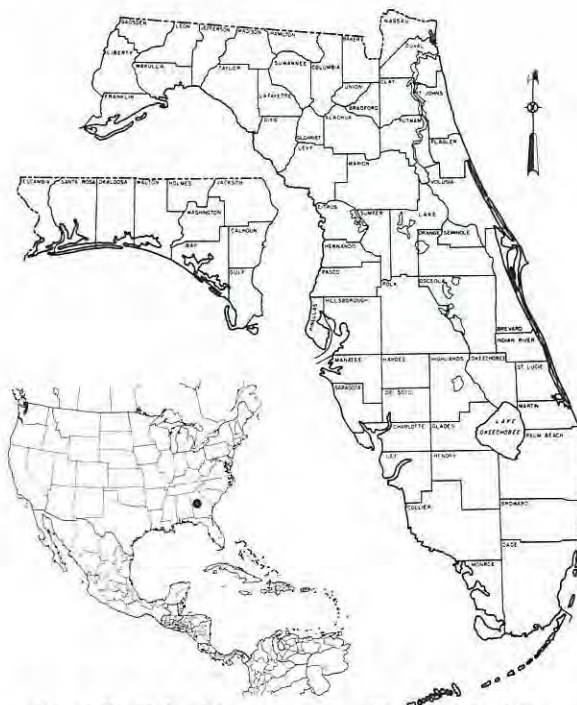 GADSDEN
LEON
JEFFERSON
MADISON
HAMILTON
NASSAU
BAKER
DUVAL
LIBERTY
WAKULLA
TAYLOR
SUWANNEE
COLUMBIA
UNION
CLAY
ST JOHNS
FRANKLIN
LAFAYETTE
BRADFORD
DIXIE
GILCHRIST
ALACHUA
PUTNAM
FLAGLER
LEVY
MARION
VOLUSIA
ESCAMBIA
SANTA ROSA
OKALOOSA
WALTON
HOLMES
JACKSON
WASHINGTON
BAY
CALHOUN
GULF
CITRUS
SUMTER
LAKE
HERNANDO
ORANGE
SEMINOLE
PASCO
POLK
OSCEOLA
PINELLAS
HILLSBOROUGH
BREVARD
INDIAN RIVER
MANATEE
HARDEE
HIGHLANDS
OKEECHOBEE
ST LUCIE
SARASOTA
DE SOTO
MARTIN
CHARLOTTE
GLADES
LAKE
OKEECHOBEE
PALM BEACH
LEE
HENDRY
COLLIER
BROWARD
DADE
MONROE